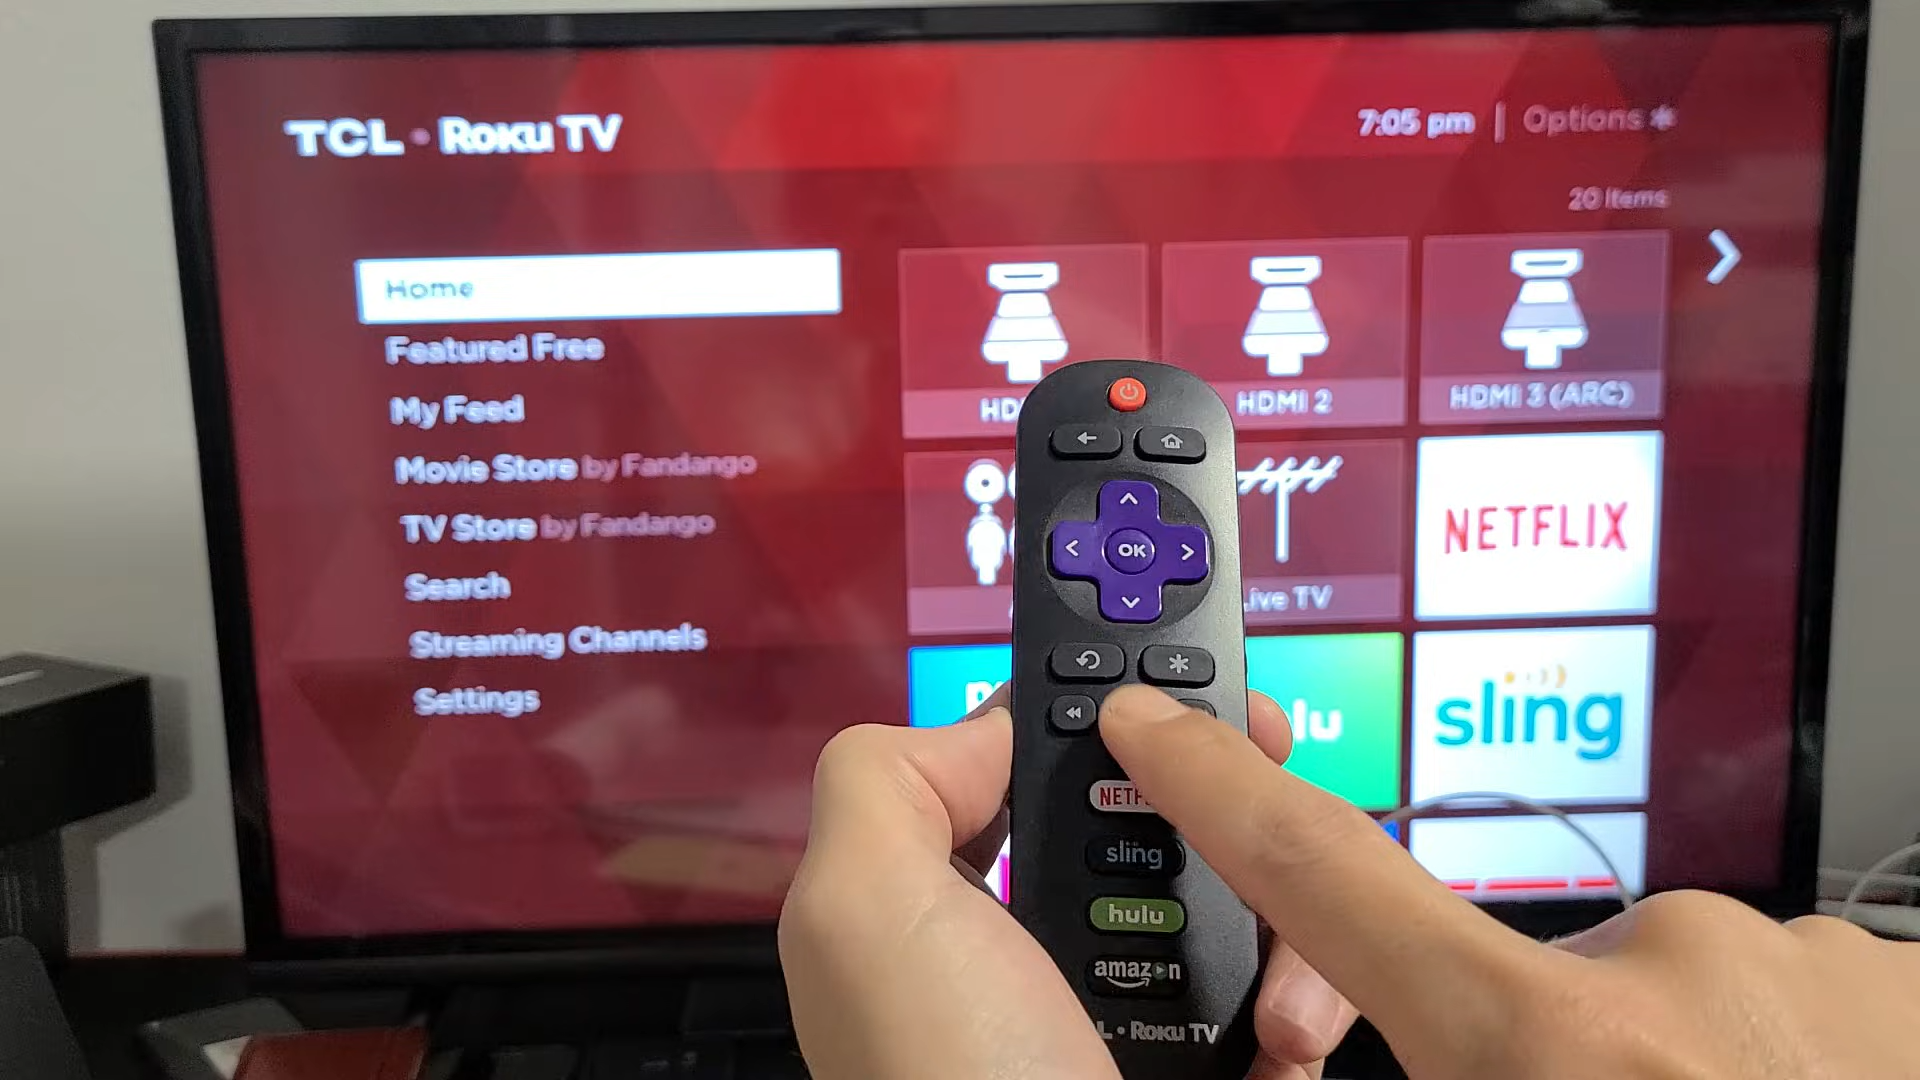 TCL • Roku TV
7:05 pm | Options *
20 Items
Home
Featured Free
My Feed
Movie Store by Fandango
TV Store by Fandango
Search
Streaming Channels
Settings
HDMI 2
HDMI 3 (ARC)
Live TV
NETFLIX
sling
OK
sling
hulu
amazon
Roku TV